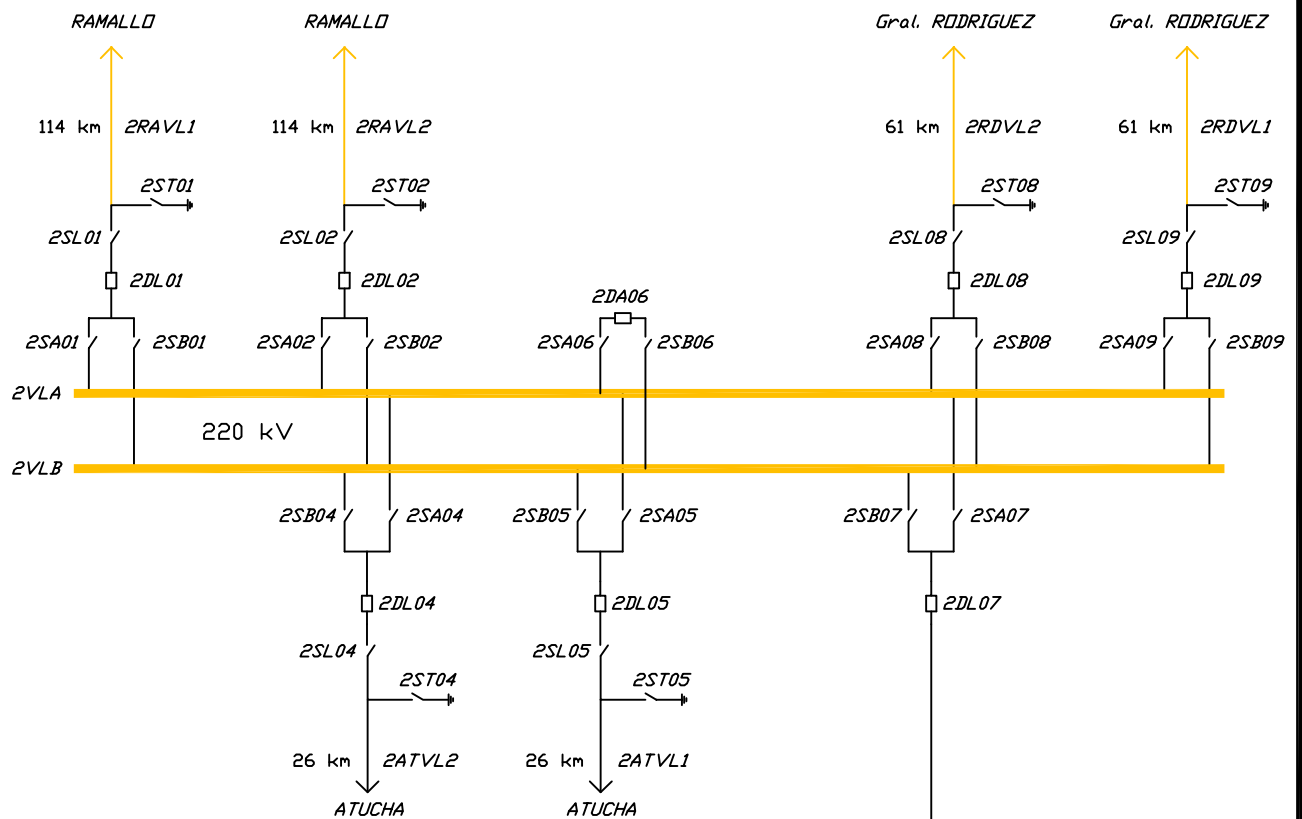 RAMALLO RAMALLO Gral. RODRIGUEZ Gral. RODRIGUEZ
114 km 2RAVL1 114 km 2RAVL2 61 km 2RDVL2 61 km 2RDVL1
2ST01 2ST02 2ST08 2ST09
2SL01 2SL02 2SL08 2SL09
2DL01 2DL02 2DL08 2DL09
2DA06
2SA01 2SB01 2SA02 2SB02 2SA06 2SB06 2SA08 2SB08 2SA09 2SB09
2VLA
220 kV
2VLB
2SB04 2SA04 2SB05 2SA05 2SB07 2SA07
2DL04 2DL05 2DL07
2SL04 2SL05
2ST04 2ST05
26 km 2ATVL2 26 km 2ATVL1
ATUCHA ATUCHA